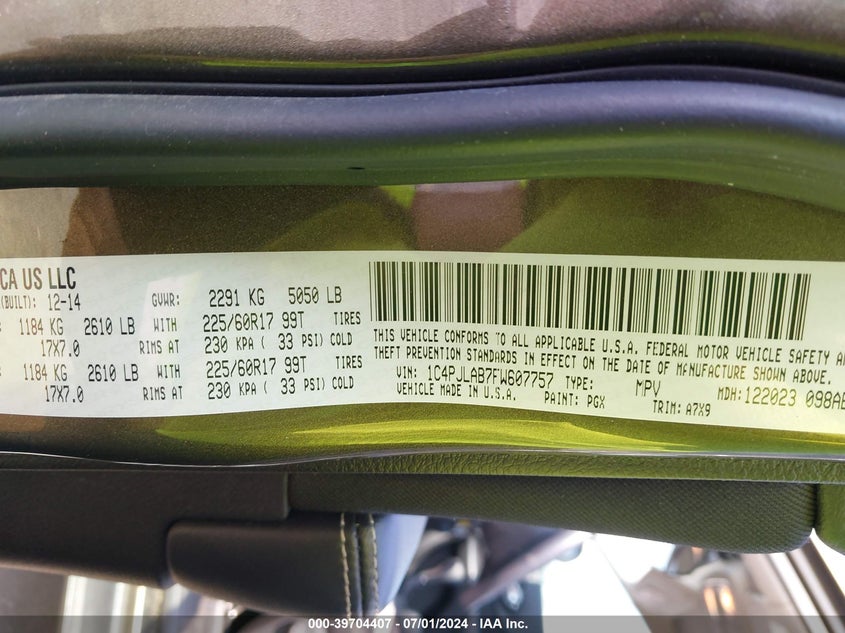 CA US LLC
(BUILT): 12-14 GVWR: 2291 KG 5050 LB
1184 KG 2610 LB WITH 225/60R17 99T TIRES
17X7.0 RIMS AT 230 KPA ( 33 PSI) COLD
1184 KG 2610 LB WITH 225/60R17 99T TIRES
17X7.0 RIMS AT 230 KPA ( 33 PSI) COLD
THIS VEHICLE CONFORMS TO ALL APPLICABLE U.S.A. FEDERAL MOTOR VEHICLE SAFETY
THEFT PREVENTION STANDARDS IN EFFECT ON THE DATE OF MFNUFACTURE SHOWN ABOVE.
VIN: 1C4PJLAB7FW607757 TYPE: MPV MDH:122023 098AE
VEHICLE MADE IN U.S.A. PAINT: PGX TRIM: A7X9
000-39704407 - 07/01/2024 - IAA Inc.